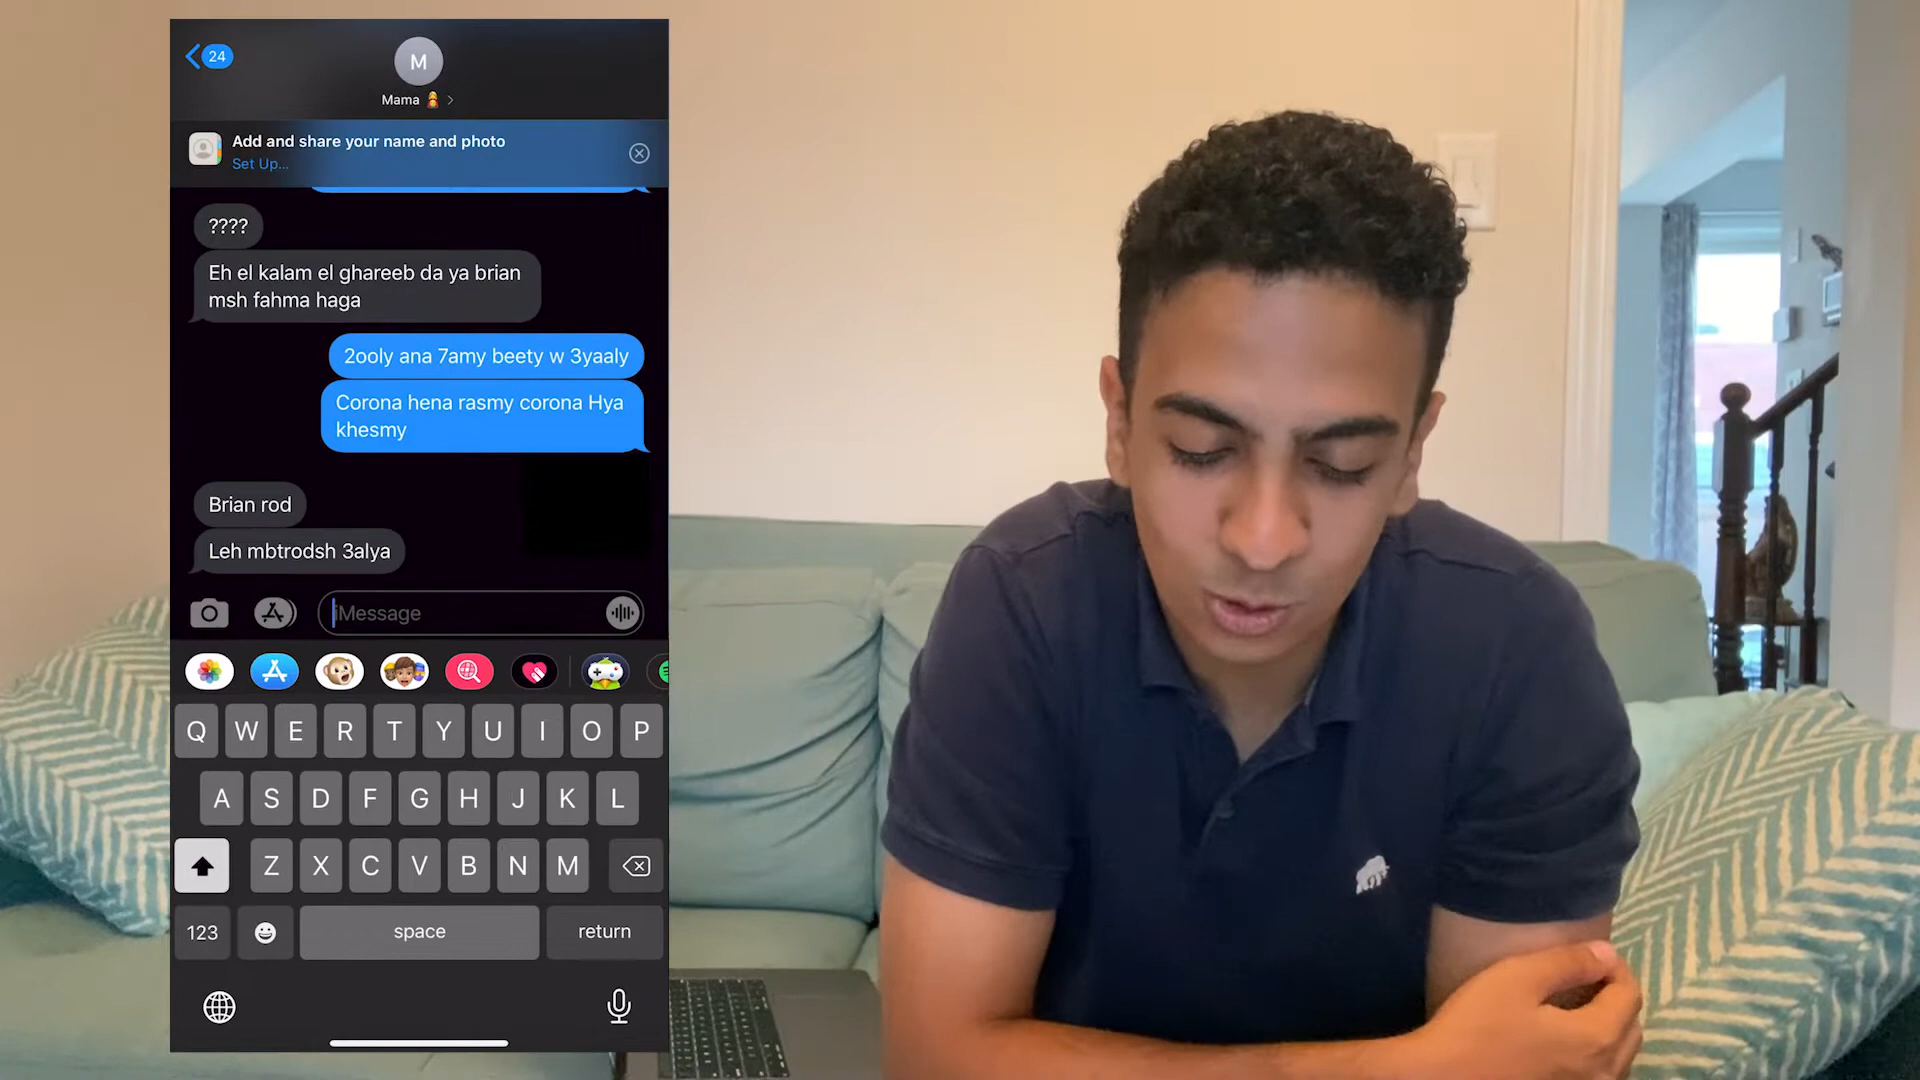 24
M
Mama
Add and share your name and photo
Set Up...
????
Eh el kalam el ghareeb da ya brian
msh fahma haga
2ooly ana 7amy beety w 3yaaly
Corona hena rasmy corona Hya
khesmy
Brian rod
Leh mbtrodsh 3alya
iMessage
Q W E R T Y U I O P
A S D F G H J K L
Z X C V B N M
123 space return